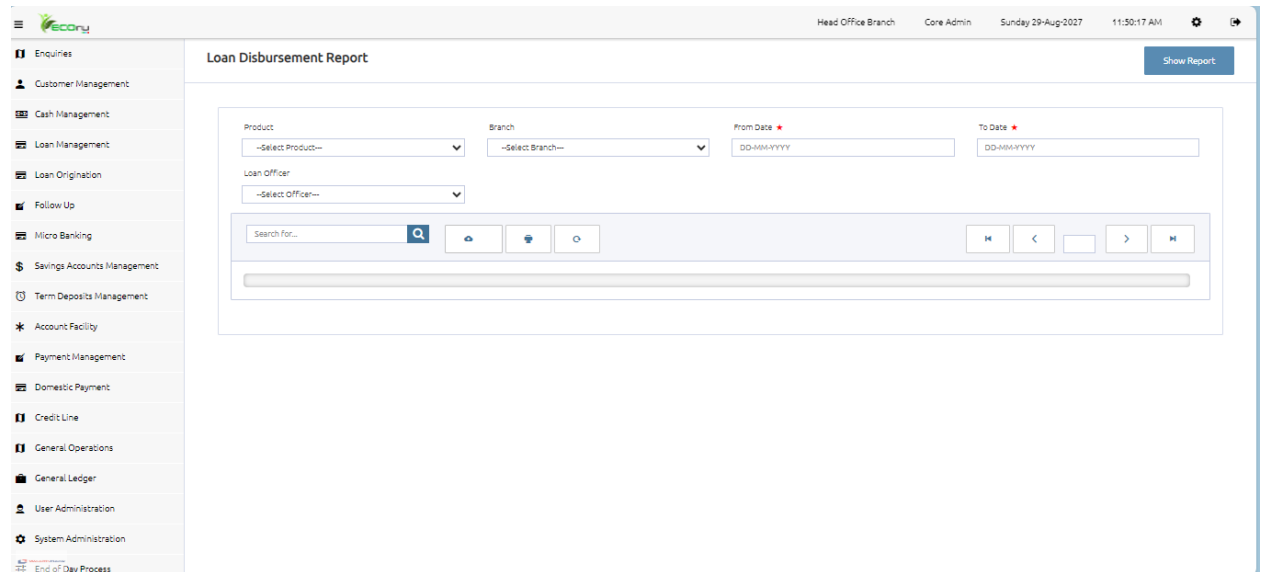 ecory
Head Office Branch
Core Admin
Sunday 29-Aug-2027
11:50:17 AM
Enquiries
Customer Management
Cash Management
Loan Management
Loan Origination
Follow Up
Micro Banking
Savings Accounts Management
Term Deposits Management
Account Facility
Payment Management
Domestic Payment
Credit Line
General Operations
General Ledger
User Administration
System Administration
End of Day Process
Loan Disbursement Report
Show Report
Product
--Select Product---
Branch
--Select Branch---
From Date ★
DD-MM-YYYY
To Date ★
DD-MM-YYYY
Loan Officer
--Select Officer---
Search for...